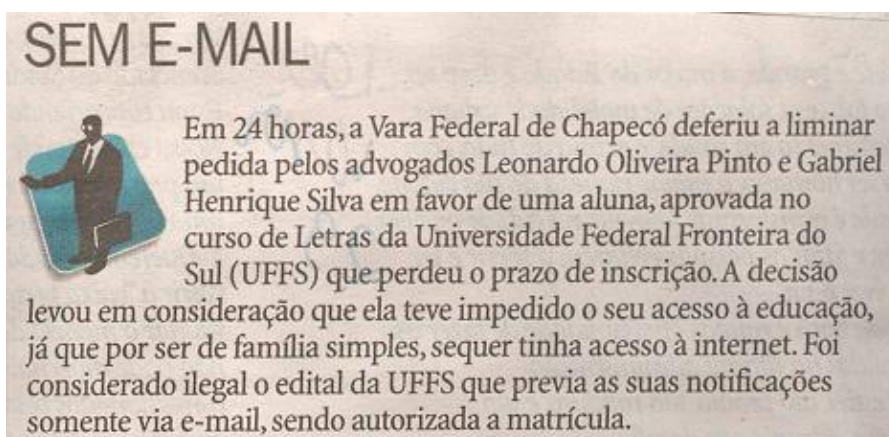 SEM E-MAIL
Em 24 horas, a Vara Federal de Chapecó deferiu a liminar
pedida pelos advogados Leonardo Oliveira Pinto e Gabriel
Henrique Silva em favor de uma aluna, aprovada no
curso de Letras da Universidade Federal Fronteira do
Sul (UFFS) que perdeu o prazo de inscrição. A decisão
levou em consideração que ela teve impedido o seu acesso à educação,
já que por ser de família simples, sequer tinha acesso à internet. Foi
considerado ilegal o edital da UFFS que previa as suas notificações
somente via e-mail, sendo autorizada a matrícula.